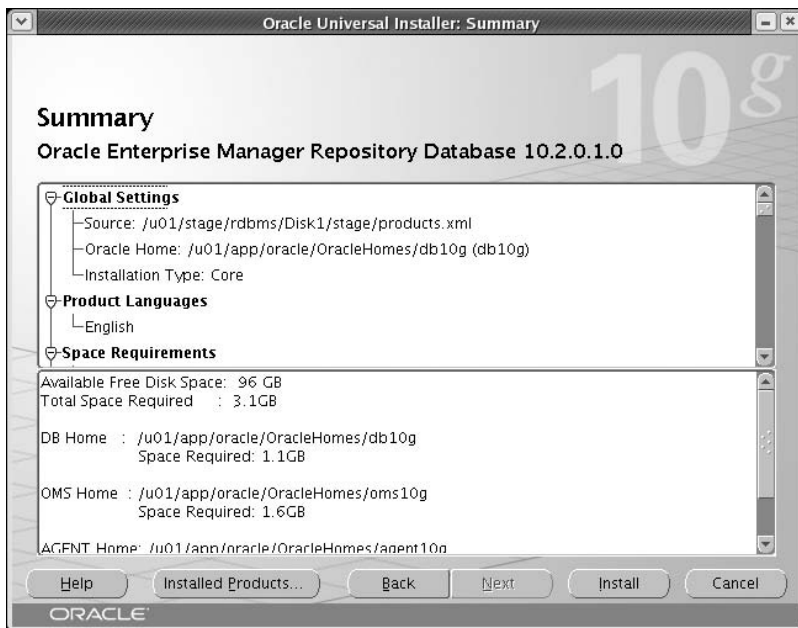 Oracle Universal Installer: Summary
10g
Summary
Oracle Enterprise Manager Repository Database 10.2.0.1.0
Global Settings
Source: /u01/stage/rdbms/Disk1/stage/products.xml
Oracle Home: /u01/app/oracle/OracleHomes/db10g (db10g)
Installation Type: Core
Product Languages
English
Space Requirements
Available Free Disk Space: 96 GB
Total Space Required : 3.1GB
DB Home : /u01/app/oracle/OracleHomes/db10g
Space Required: 1.1GB
OMS Home : /u01/app/oracle/OracleHomes/oms10g
Space Required: 1.6GB
AGENT Home: /u01/app/oracle/OracleHomes/agent10g
Help Installed Products... Back Next Install Cancel
ORACLE